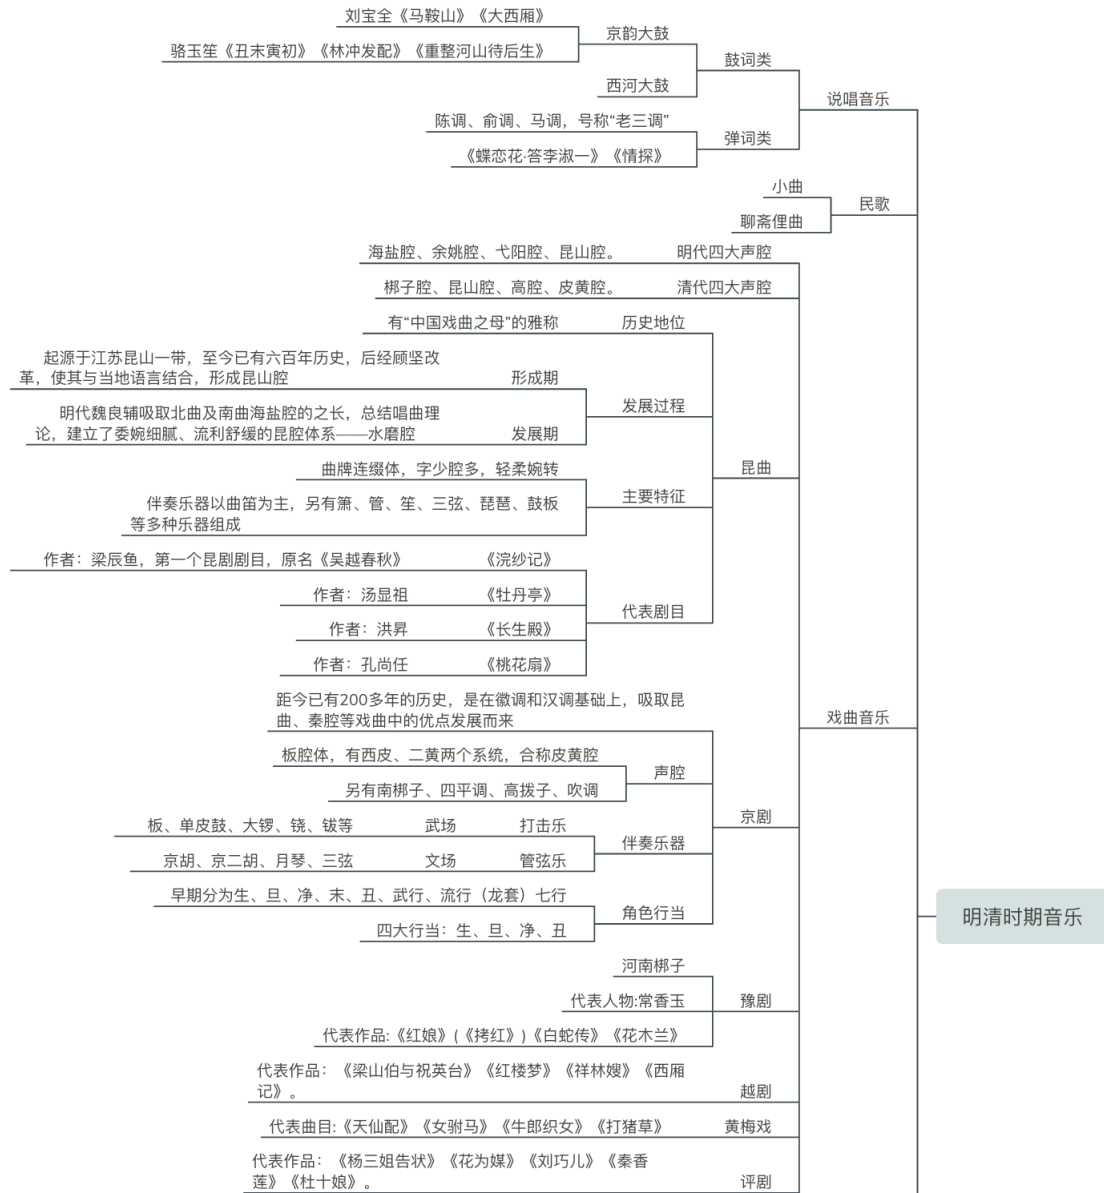 刘宝全《马鞍山》《大西厢》
京韵大鼓
骆玉笙《丑末寅初》《林冲发配》《重整河山待后生》
鼓词类
西河大鼓
说唱音乐
陈调、俞调、马调，号称“老三调”
弹词类
《蝶恋花·答李淑一》《情探》
小曲
民歌
聊斋俚曲
海盐腔、余姚腔、弋阳腔、昆山腔。 明代四大声腔
梆子腔、昆山腔、高腔、皮黄腔。 清代四大声腔
有“中国戏曲之母”的雅称 历史地位
起源于江苏昆山一带，至今已有六百年历史，后经顾坚改
革，使其与当地语言结合，形成昆山腔 形成期
发展过程
明代魏良辅吸取北曲及南曲海盐腔的之长，总结唱曲理
论，建立了委婉细腻、流利舒缓的昆腔体系——水磨腔 发展期
昆曲
曲牌连缀体，字少腔多，轻柔婉转
主要特征
伴奏乐器以曲笛为主，另有箫、管、笙、三弦、琵琶、鼓板
等多种乐器组成
作者：梁辰鱼，第一个昆剧剧目，原名《吴越春秋》 《浣纱记》
作者：汤显祖 《牡丹亭》
代表剧目
作者：洪昇 《长生殿》
作者：孔尚任 《桃花扇》
距今已有200多年的历史，是在徽调和汉调基础上，吸取昆
曲、秦腔等戏曲中的优点发展而来
戏曲音乐
板腔体，有西皮、二黄两个系统，合称皮黄腔
声腔
另有南梆子、四平调、高拨子、吹调
京剧
板、单皮鼓、大锣、铙、钹等 武场 打击乐
伴奏乐器
京胡、京二胡、月琴、三弦 文场 管弦乐
早期分为生、旦、净、末、丑、武行、流行（龙套）七行
角色行当
四大行当：生、旦、净、丑
明清时期音乐
河南梆子
代表人物:常香玉 豫剧
代表作品:《红娘》(《拷红》)《白蛇传》《花木兰》
代表作品：《梁山伯与祝英台》《红楼梦》《祥林嫂》《西厢
记》。 越剧
代表曲目:《天仙配》《女驸马》《牛郎织女》《打猪草》 黄梅戏
代表作品：《杨三姐告状》《花为媒》《刘巧儿》《秦香
莲》《杜十娘》。 评剧